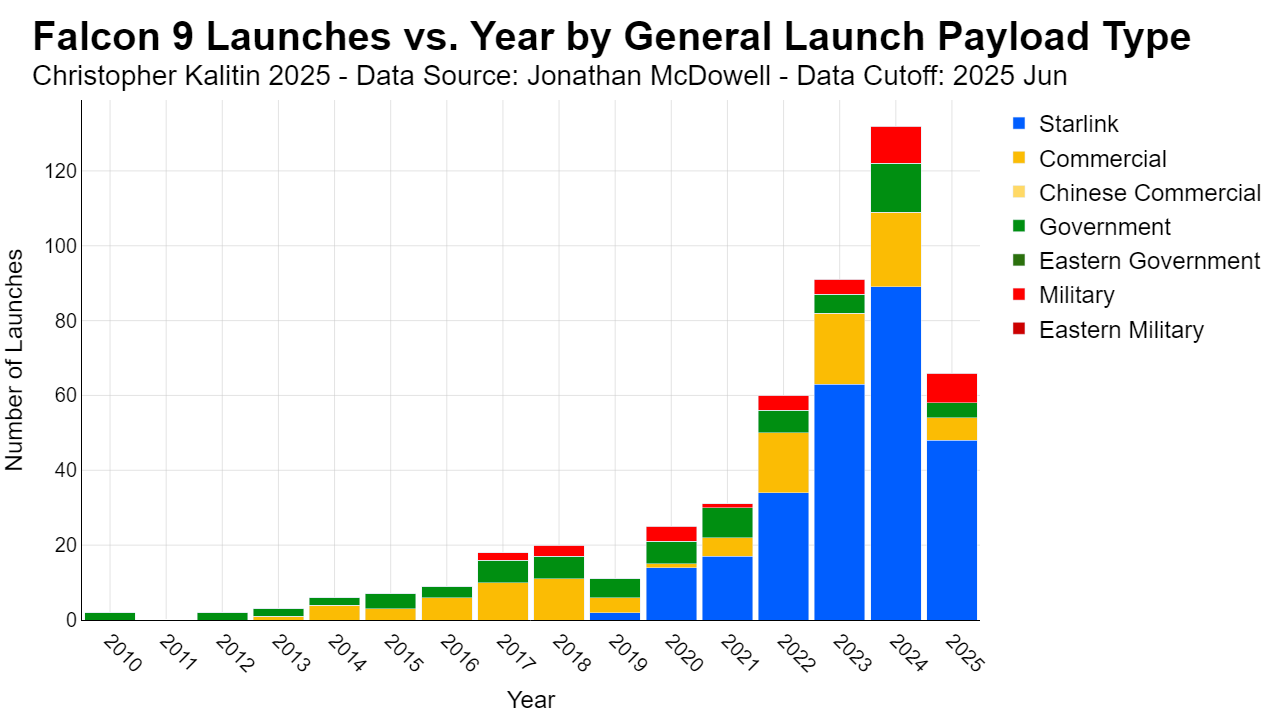 Falcon 9 Launches vs. Year by General Launch Payload Type
Christopher Kalitin 2025 - Data Source: Jonathan McDowell - Data Cutoff: 2025 Jun
Starlink
Commercial
Chinese Commercial
Government
Eastern Government
Military
Eastern Military
Number of Launches
120
100
80
60
40
20
0
2010
2011
2012
2013
2014
2015
2016
2017
2018
2019
2020
2021
2022
2023
2024
2025
Year